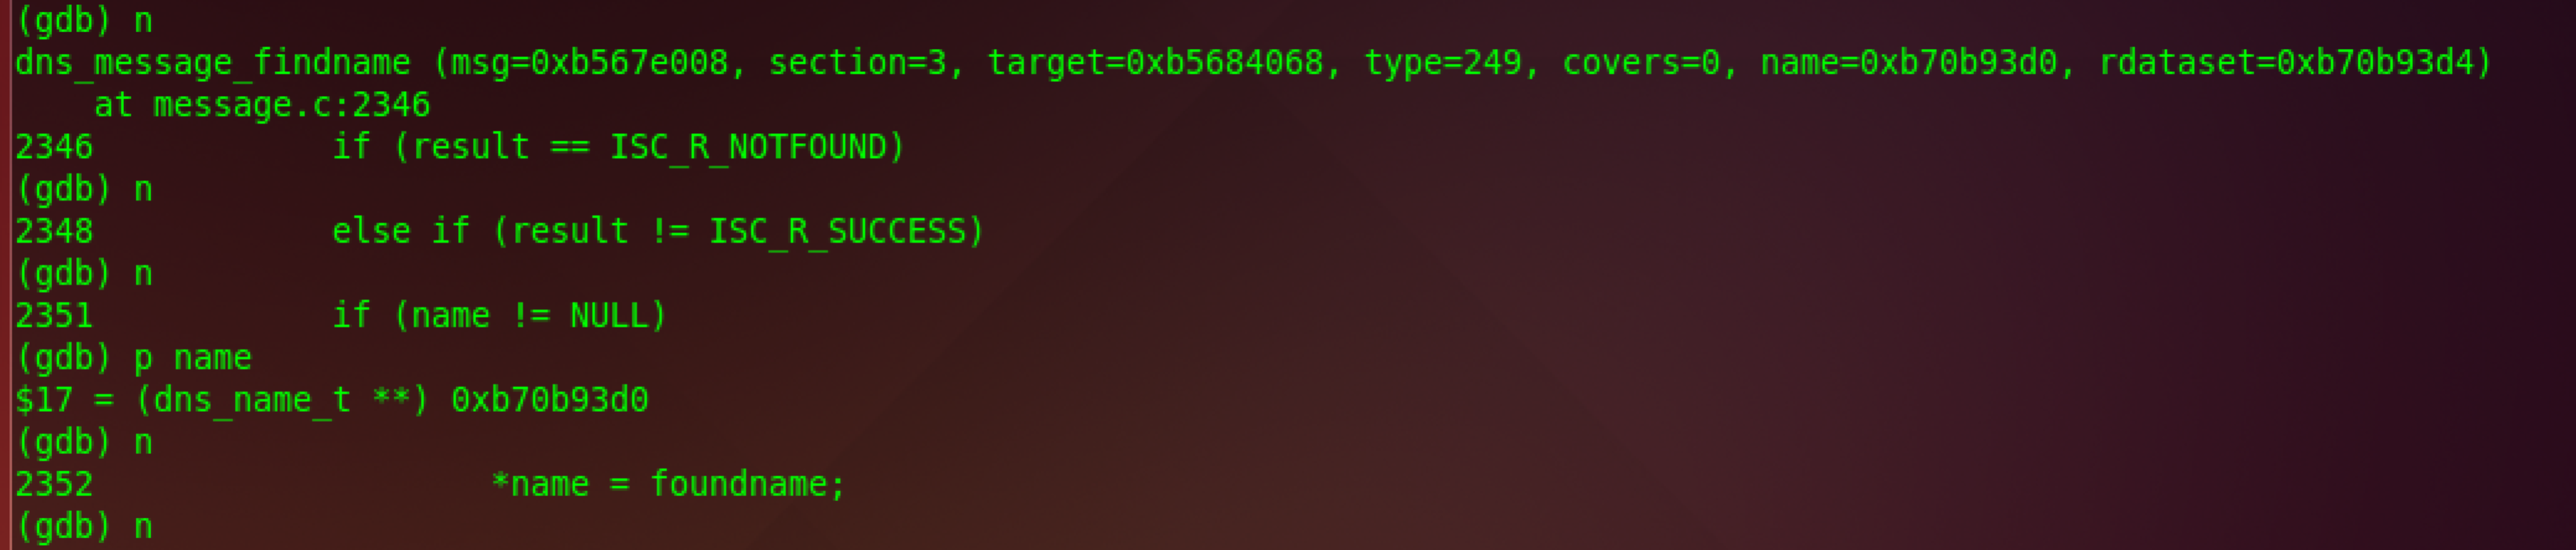 (gdb) n
dns_message_findname (msg=0xb567e008, section=3, target=0xb5684068, type=249, covers=0, name=0xb70b93d0, rdataset=0xb70b93d4)
    at message.c:2346
2346            if (result == ISC_R_NOTFOUND)
(gdb) n
2348            else if (result != ISC_R_SUCCESS)
(gdb) n
2351            if (name != NULL)
(gdb) p name
$17 = (dns_name_t **) 0xb70b93d0
(gdb) n
2352                    *name = foundname;
(gdb) n